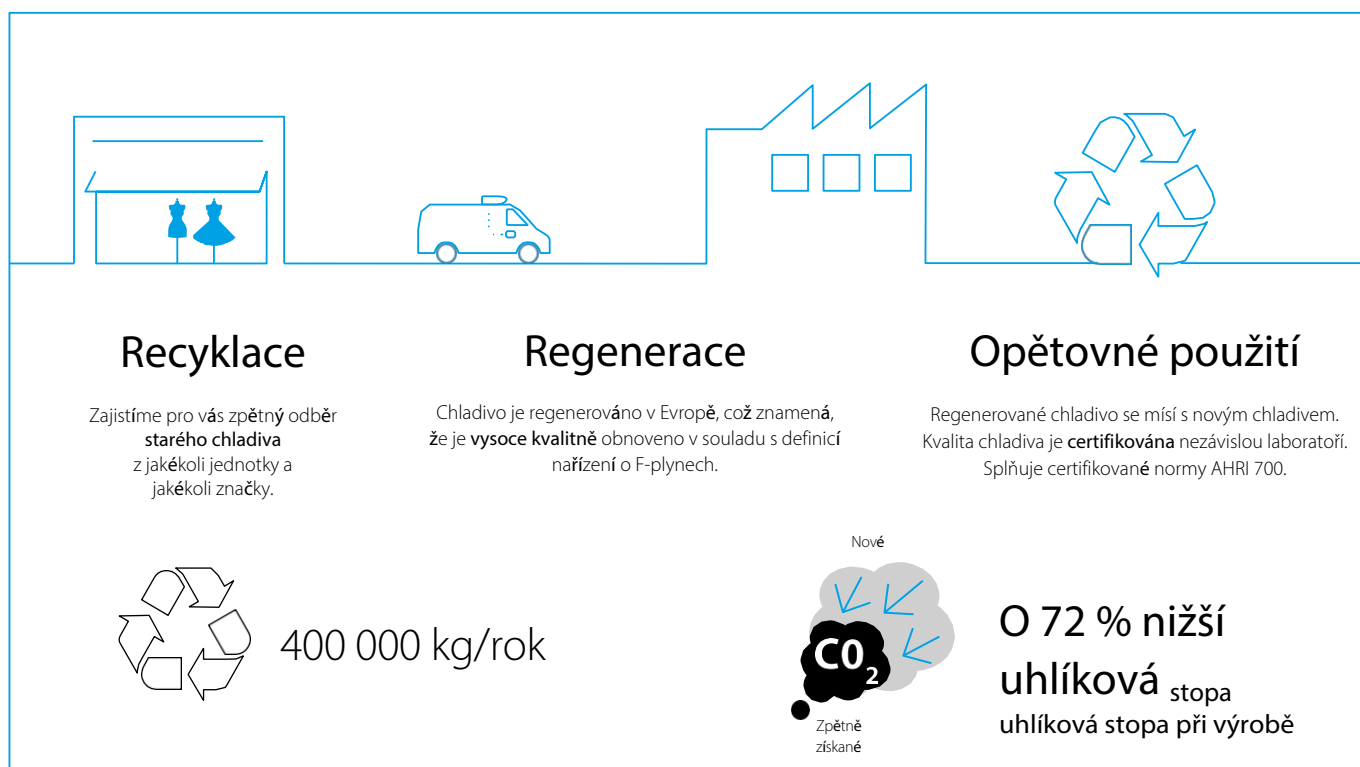 Recyklace
Zajistíme pro vás zpětný odběr
starého chladiva
z jakékoli jednotky a
jakékoli značky.
Regenerace
Chladivo je regenerováno v Evropě, což znamená,
že je vysoce kvalitně obnoveno v souladu s definicí
nařízení o F-plynech.
Opětovné použití
Regenerované chladivo se mísí s novým chladivem.
Kvalita chladiva je certifikována nezávislou laboratoří.
Splňuje certifikované normy AHRI 700.
400 000 kg/rok
Nové
CO2
Zpětně
získané
O 72 % nižší
uhlíková stopa
uhlíková stopa při výrobě